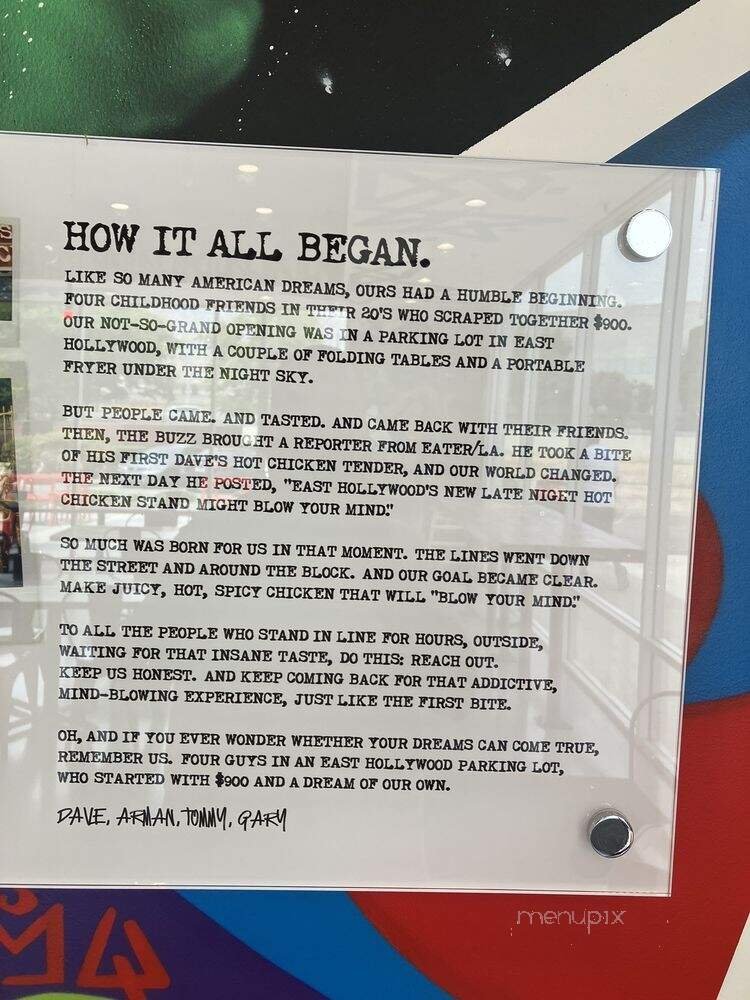 HOW IT ALL BEGAN.
LIKE SO MANY AMERICAN DREAMS, OURS HAD A HUMBLE BEGINNING.
FOUR CHILDHOOD FRIENDS IN THEIR 20'S WHO SCRAPED TOGETHER $900.
OUR NOT-SO-GRAND OPENING WAS IN A PARKING LOT IN EAST
HOLLYWOOD, WITH A COUPLE OF FOLDING TABLES AND A PORTABLE
FRYER UNDER THE NIGHT SKY.
BUT PEOPLE CAME. AND TASTED. AND CAME BACK WITH THEIR FRIENDS.
THEN, THE BUZZ BROUGHT A REPORTER FROM EATER/LA. HE TOOK A BITE
OF HIS FIRST DAVE'S HOT CHICKEN TENDER, AND OUR WORLD CHANGED.
THE NEXT DAY HE POSTED, "EAST HOLLYWOOD'S NEW LATE NIGHT HOT
CHICKEN STAND MIGHT BLOW YOUR MIND."
SO MUCH WAS BORN FOR US IN THAT MOMENT. THE LINES WENT DOWN
THE STREET AND AROUND THE BLOCK. AND OUR GOAL BECAME CLEAR.
MAKE JUICY, HOT, SPICY CHICKEN THAT WILL "BLOW YOUR MIND."
TO ALL THE PEOPLE WHO STAND IN LINE FOR HOURS, OUTSIDE,
WAITING FOR THAT INSANE TASTE, DO THIS: REACH OUT.
KEEP US HONEST. AND KEEP COMING BACK FOR THAT ADDICTIVE,
MIND-BLOWING EXPERIENCE, JUST LIKE THE FIRST BITE.
OH, AND IF YOU EVER WONDER WHETHER YOUR DREAMS CAN COME TRUE,
REMEMBER US. FOUR GUYS IN AN EAST HOLLYWOOD PARKING LOT,
WHO STARTED WITH $900 AND A DREAM OF OUR OWN.
DAVE, ARMAN, TOMMY, GARY
menupix